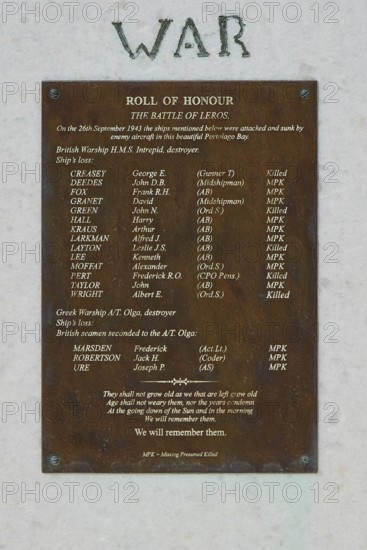 WAR
ROLL OF HONOUR
THE BATTLE OF LEROS.
On the 26th September 1943 the ships mentioned below were attacked and sunk by
enemy aircraft in this beautiful Portolago Bay.
British Warship H.M.S. Intrepid, destroyer.
Ship's loss:
CREASEY George E. (Gunner T) Killed
DEEDES John D.B. (Midshipman) MPK
FOX Frank R.H. (AB) MPK
GRANET David (Midshipman) MPK
GREEN John N. (Ord S.) Killed
HALL Harry (AB) MPK
KRAUS Arthur (AB) MPK
LARKMAN Alfred J. (AB) MPK
LAYTON Leslie J.S. (AB) Killed
LEE Kenneth (AB) MPK
MOFFAT Alexander (Ord.S.) MPK
PERT Frederick R.O. (CPO Pens.) Killed
TAYLOR John (AB) MPK
WRIGHT Albert E. (Ord.S.) Killed
Greek Warship A/T. Olga, destroyer
Ship's loss:
British seamen seconded to the A/T. Olga:
MARSDEN Frederick (Act Lt.) MPK
ROBERTSON Jack H. (Coder) MPK
URE Joseph P. (AS) MPK
They shall not grow old as we that are left grow old
Age shall not weary them, nor the years condemn
At the going down of the Sun and in the morning
We will remember them.
We will remember them.
MPK = Missing Presumed Killed
PHOTO 12